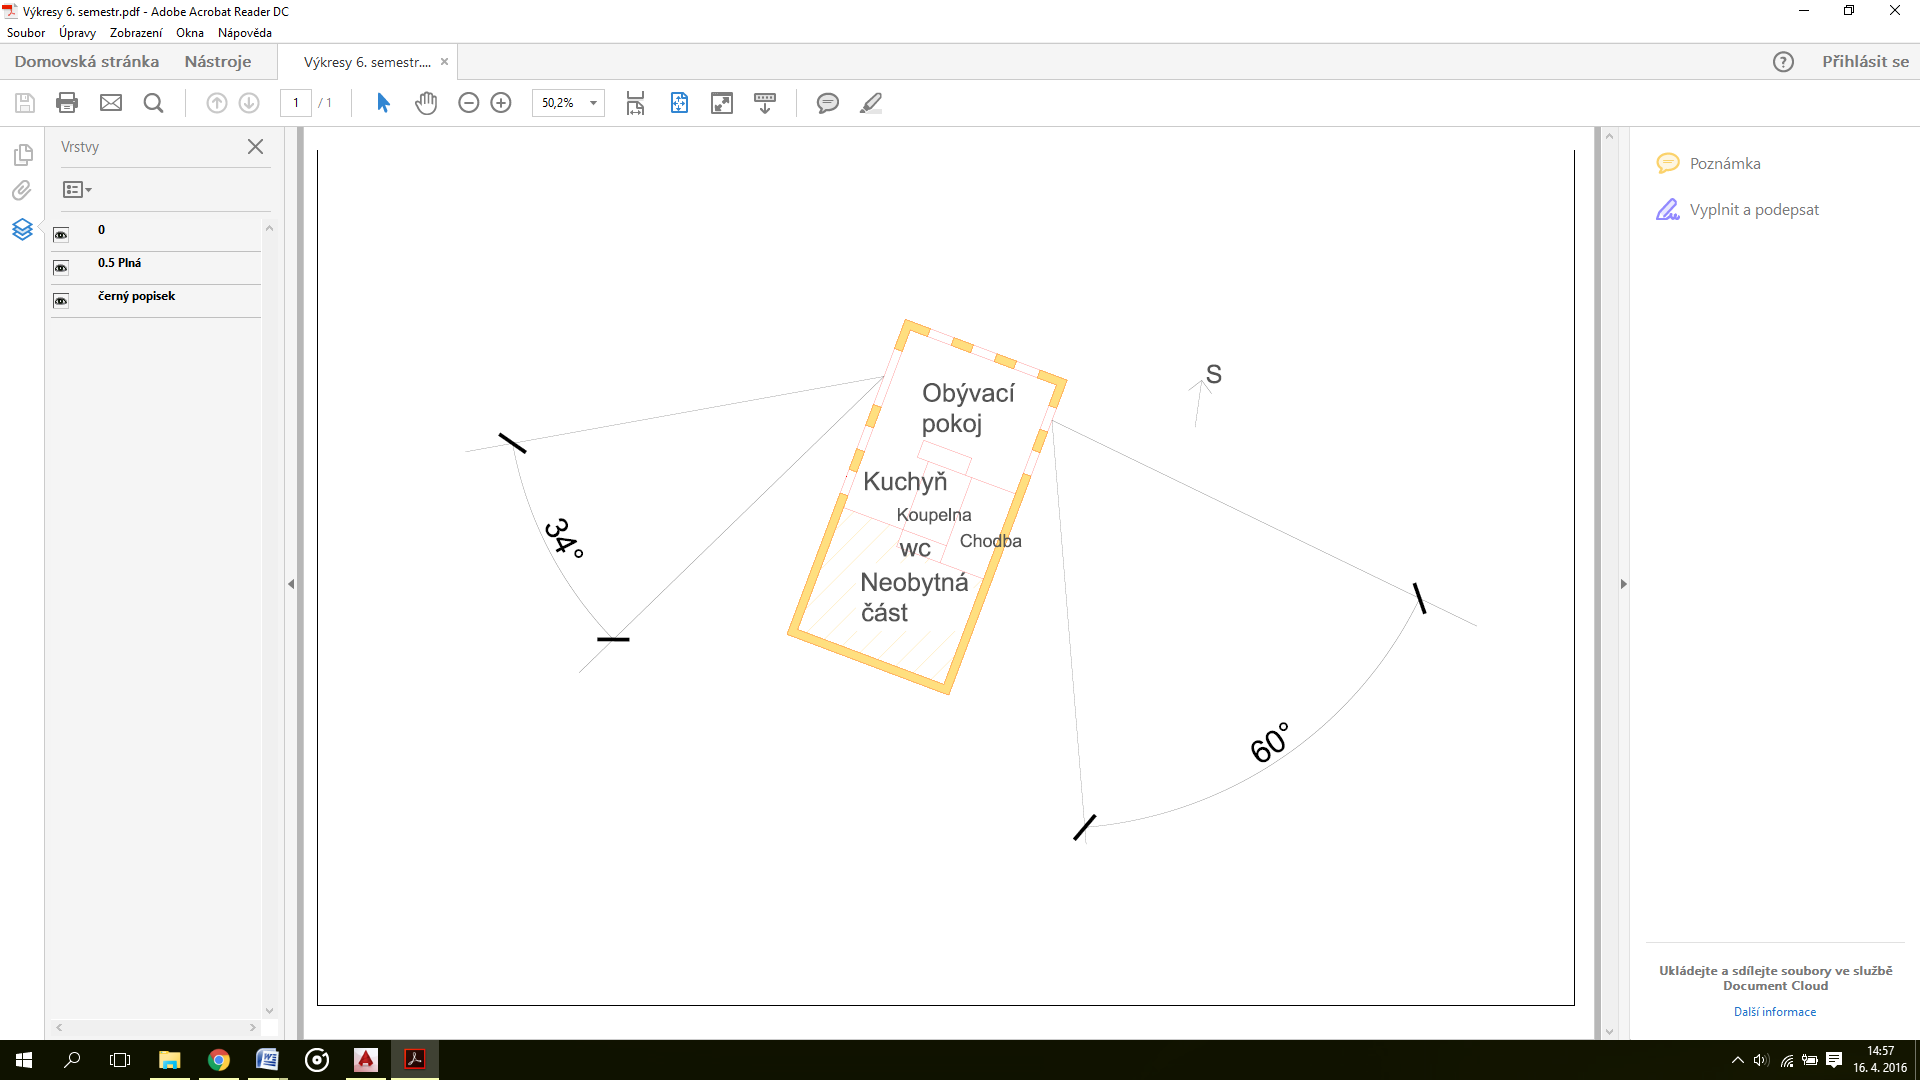 Výkresy 6. semestr.pdf - Adobe Acrobat Reader DC
Soubor Úpravy Zobrazení Okna Nápověda
Domovská stránka Nástroje Výkresy 6. semestr.... × ? Přihlásit se
1 / 1 50,2%
Vrstvy
0
0.5 Plná
černý popisek
Obývací
pokoj
Kuchyň
Koupelna
Chodba
WC
Neobytná
část
S
34°
60°
Poznámka
Vyplnit a podepsat
Ukládejte a sdílejte soubory ve službě
Document Cloud
Další informace
14:57
16. 4. 2016